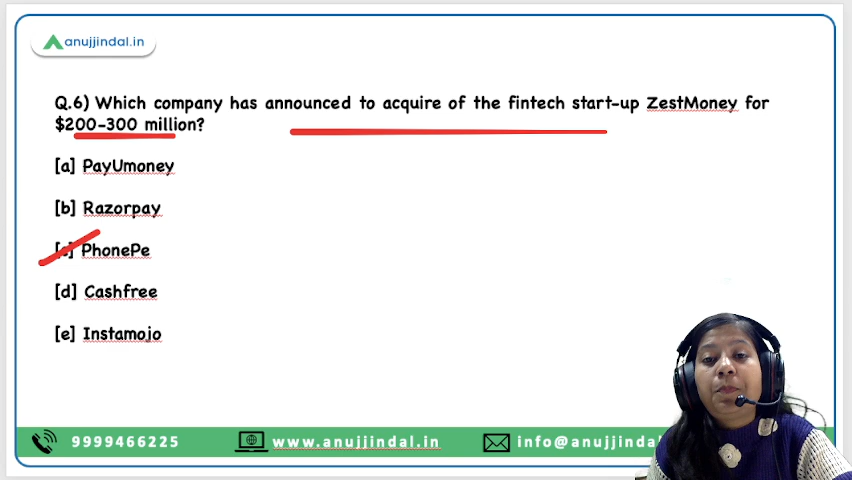 anujjindal.in
Q.6) Which company has announced to acquire of the fintech start-up ZestMoney for
$200-300 million?
[a] PayUmoney
[b] Razorpay
[c] PhonePe
[d] Cashfree
[e] Instamojo
9999466225 www.anujjindal.in info@anujjindal